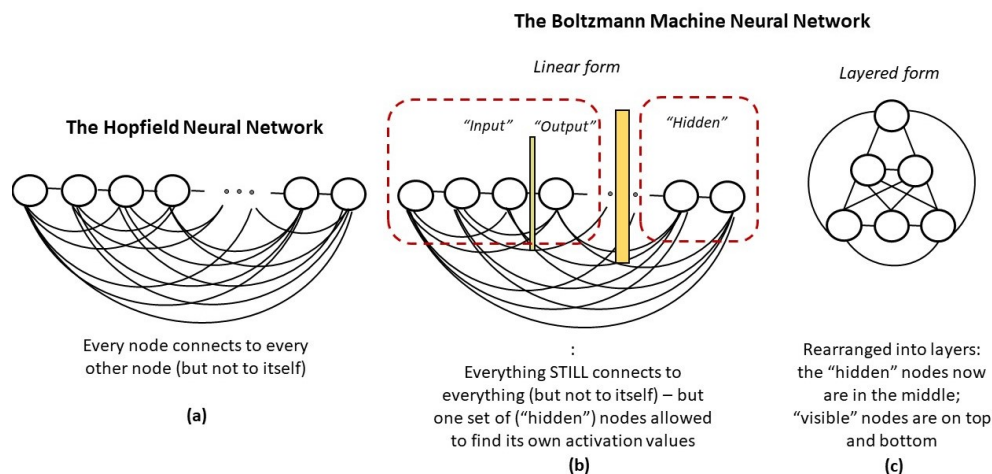 The Boltzmann Machine Neural Network
Linear form
Layered form
The Hopfield Neural Network
“Input”
“Output”
“Hidden”
Every node connects to every
other node (but not to itself)
(a)
:
Everything STILL connects to
everything (but not to itself) – but
one set of (“hidden”) nodes allowed
to find its own activation values
(b)
Rearranged into layers:
the “hidden” nodes now
are in the middle;
“visible” nodes are on top
and bottom
(c)